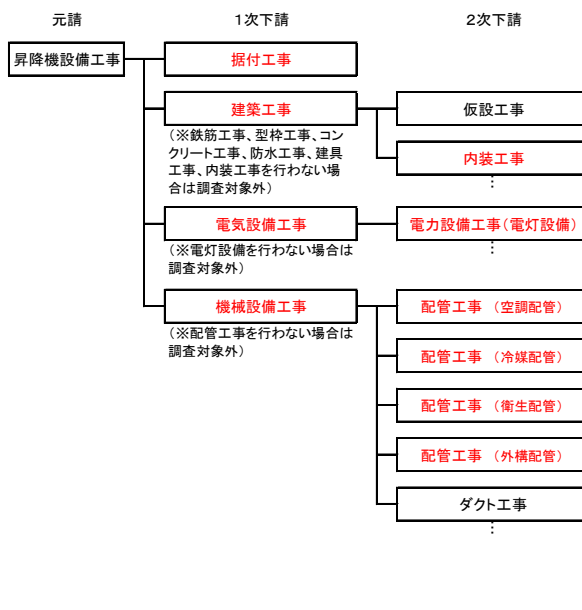 元請
1次下請
2次下請
昇降機設備工事
据付工事
建築工事
仮設工事
(※鉄筋工事、型枠工事、コン
クリート工事、防水工事、建具
工事、内装工事を行わない場
合は調査対象外)
内装工事
⋮
電気設備工事
電力設備工事(電灯設備)
(※電灯設備を行わない場合は
調査対象外)
⋮
機械設備工事
配管工事 (空調配管)
(※配管工事を行わない場合は
調査対象外)
配管工事 (冷媒配管)
配管工事 (衛生配管)
配管工事 (外構配管)
ダクト工事
⋮